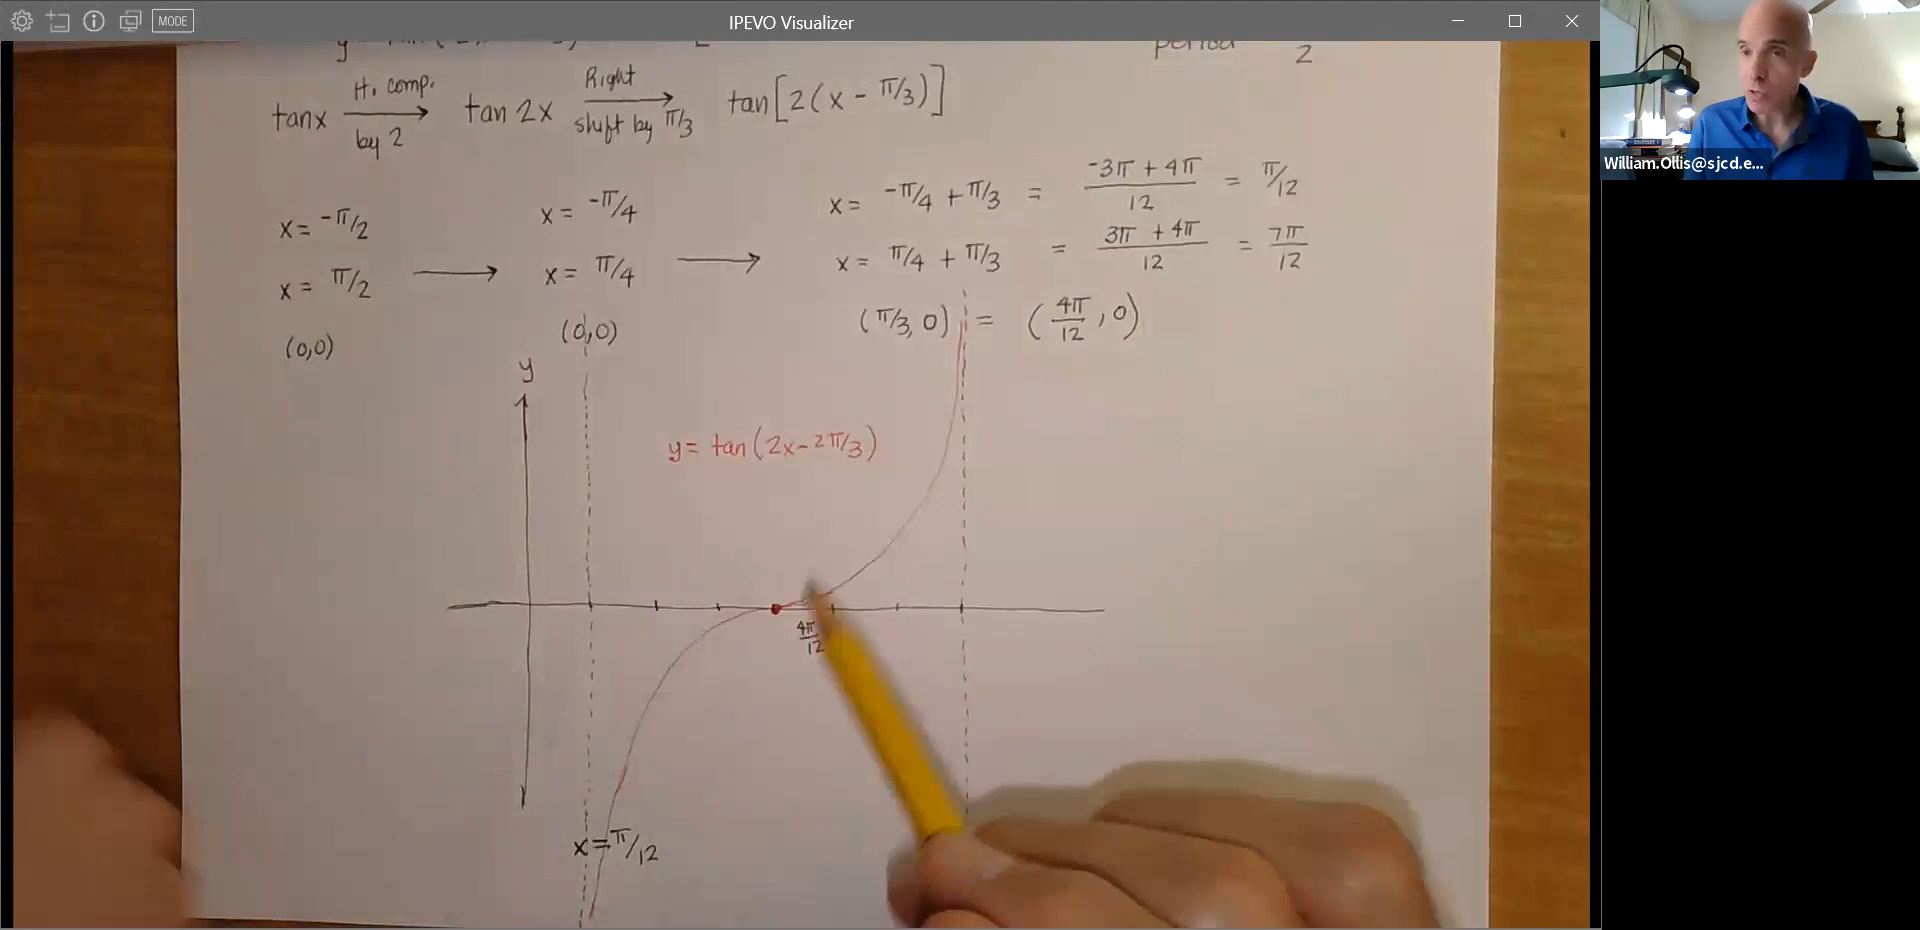 MODE
IPEVO Visualizer
William.Ollis@sjcd.e...
period 2
tanx H. comp. by 2 tan 2x Right shift by π/3 tan[2(x - π/3)]
x = -π/2 x = -π/4 x = -π/4 + π/3 = -3π + 4π / 12 = π/12
x = π/2 x = π/4 x = π/4 + π/3 = 3π + 4π / 12 = 7π/12
(0,0) (0,0) (π/3, 0) = (4π/12, 0)
y
y = tan(2x - 2π/3)
4π/12
x = π/12